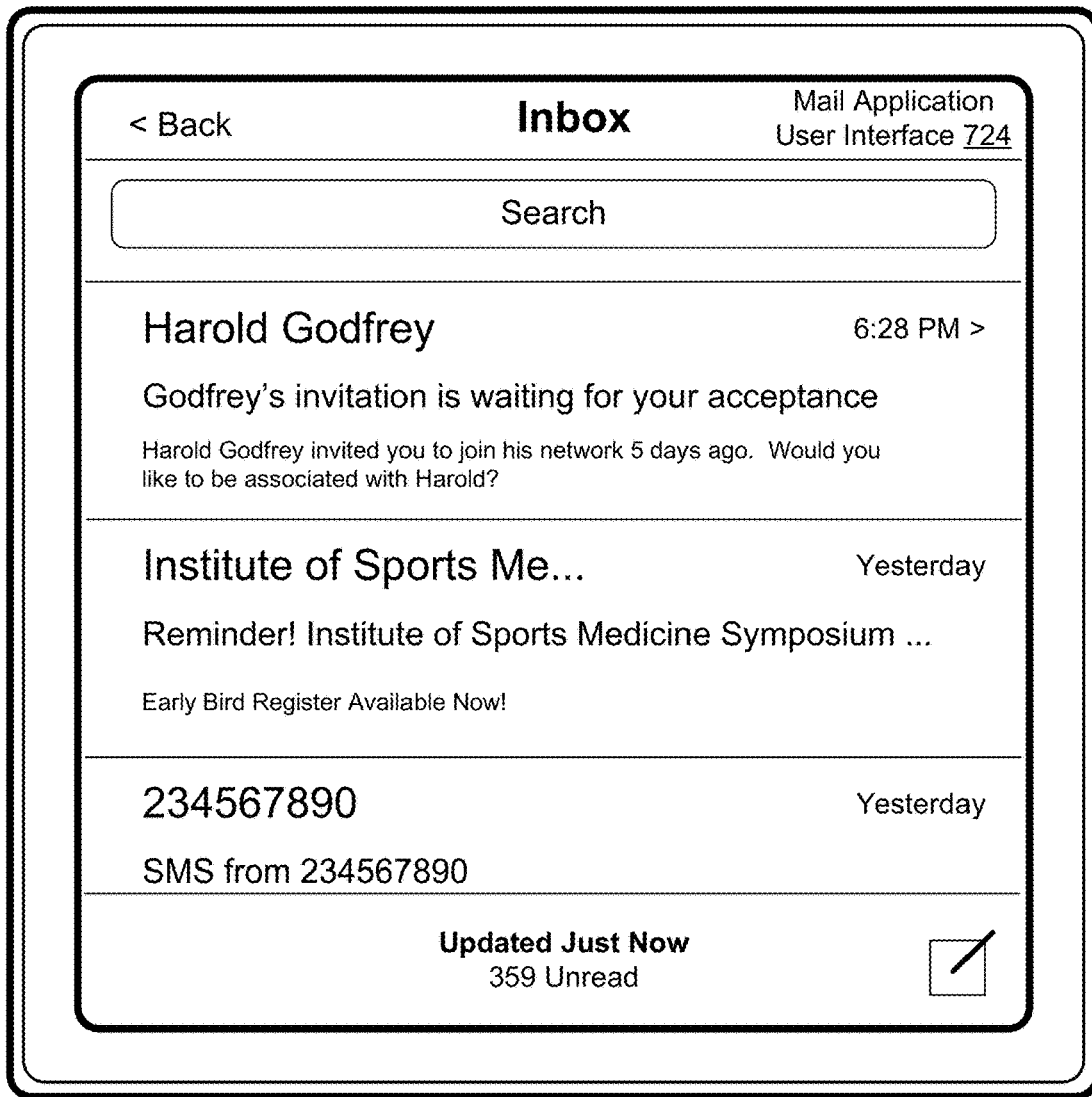 < Back
Inbox
Mail Application
User Interface 724
Search
Harold Godfrey
6:28 PM >
Godfrey's invitation is waiting for your acceptance
Harold Godfrey invited you to join his network 5 days ago.  Would you
like to be associated with Harold?
Institute of Sports Me...
Yesterday
Reminder! Institute of Sports Medicine Symposium ...
Early Bird Register Available Now!
234567890
Yesterday
SMS from 234567890
Updated Just Now
359 Unread